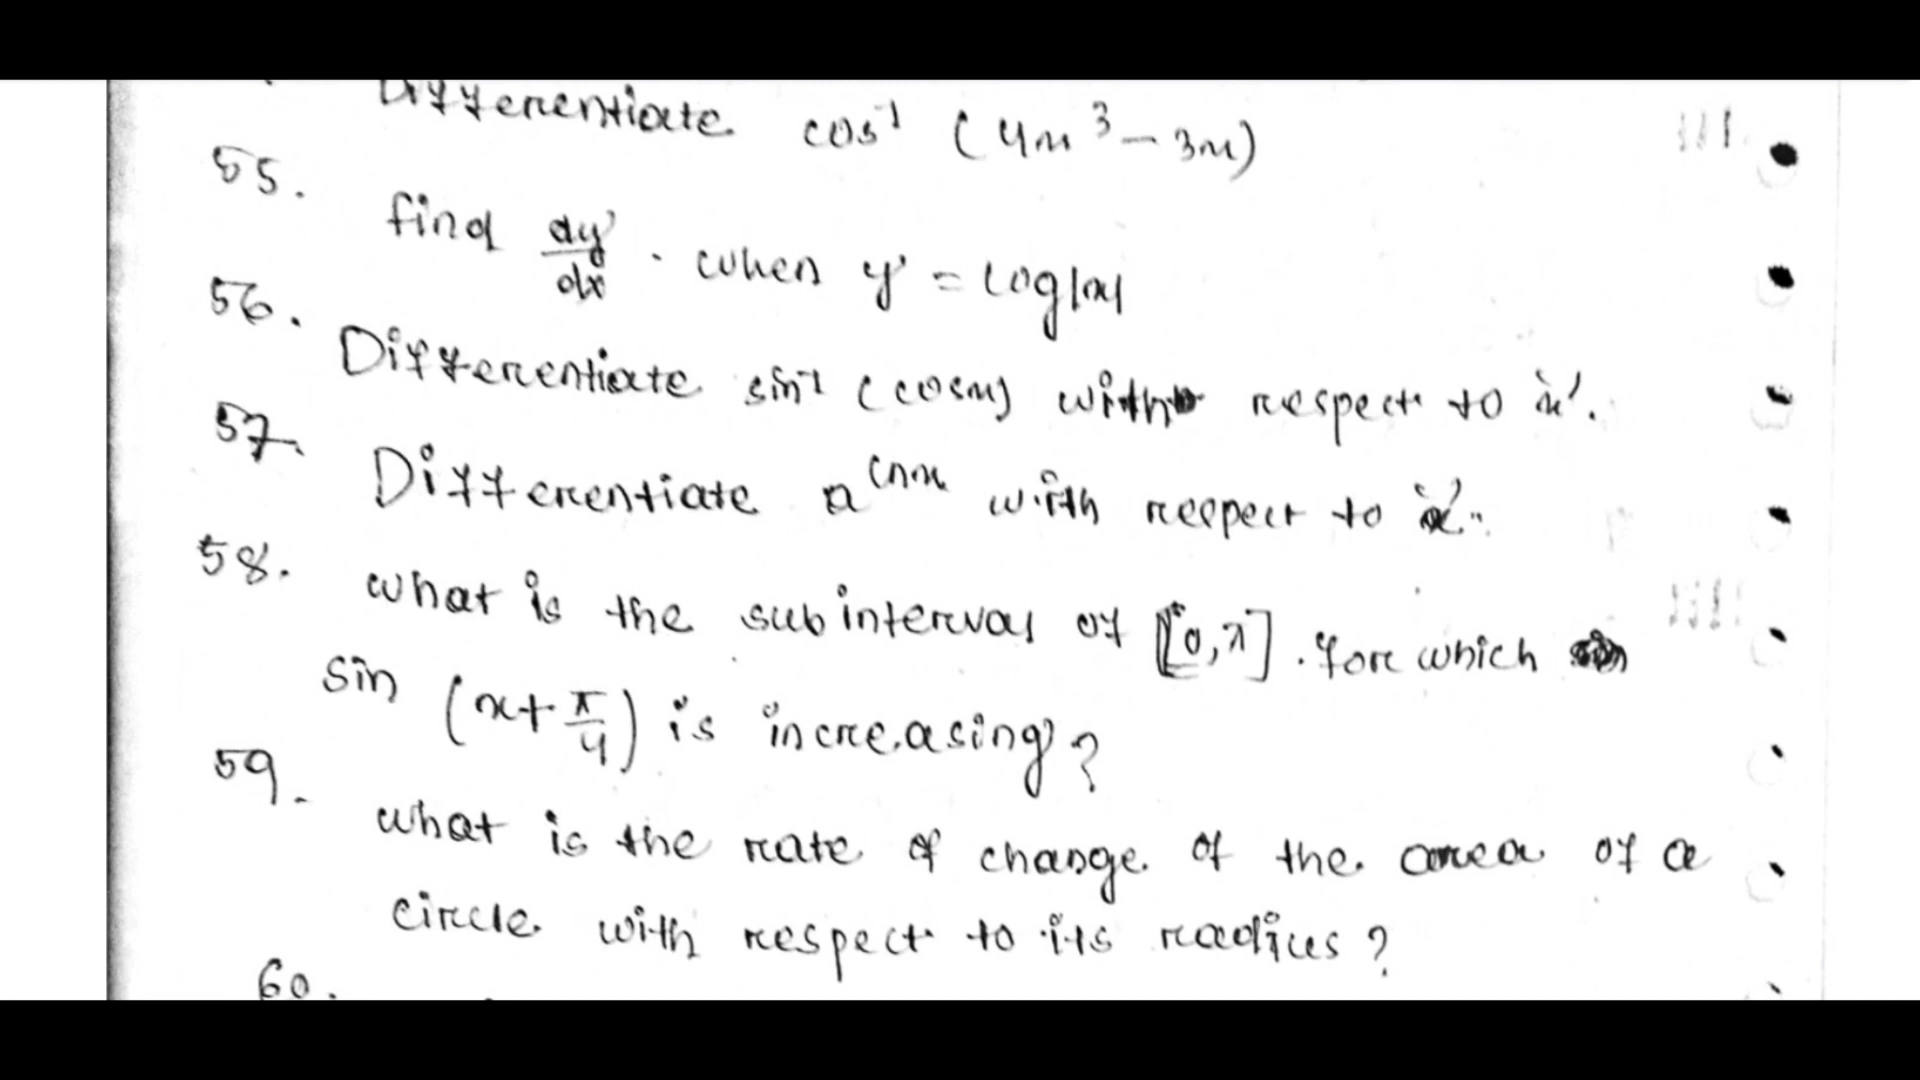 Differentiate cos⁻¹ (4x³ – 3x)
55. find dy/dx . when y = log|x|
56. Differentiate sin⁻¹ (cosx) with respect to 'x'.
57. Differentiate a^lnx with respect to 'x'.
58. what is the subinterval of [0,π]. for which
sin (x+π/4) is increasing?
59. what is the rate of change of the area of a
circle with respect to its radius?
60.